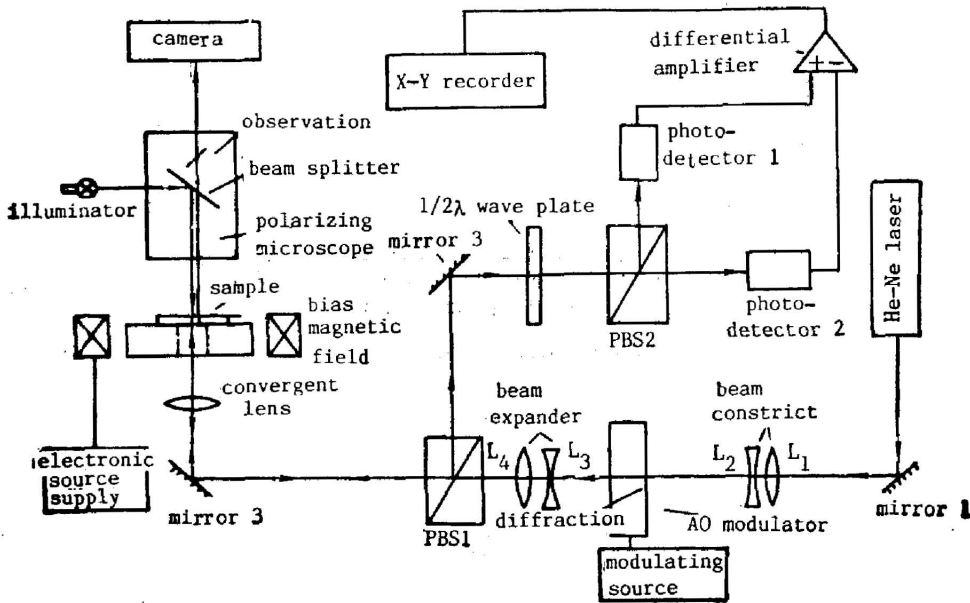 camera
differential
amplifier
+ −
X-Y recorder
observation
beam splitter
photo-
detector 1
illuminator
polarizing
microscope
1/2λ wave plate
mirror 3
He-Ne laser
sample
bias
magnetic
field
photo-
detector 2
PBS2
convergent
lens
beam
expander
beam
constrict
L4
L3
L2
L1
electronic
source
supply
mirror 3
PBS1
diffraction
AO modulator
mirror 1
modulating
source